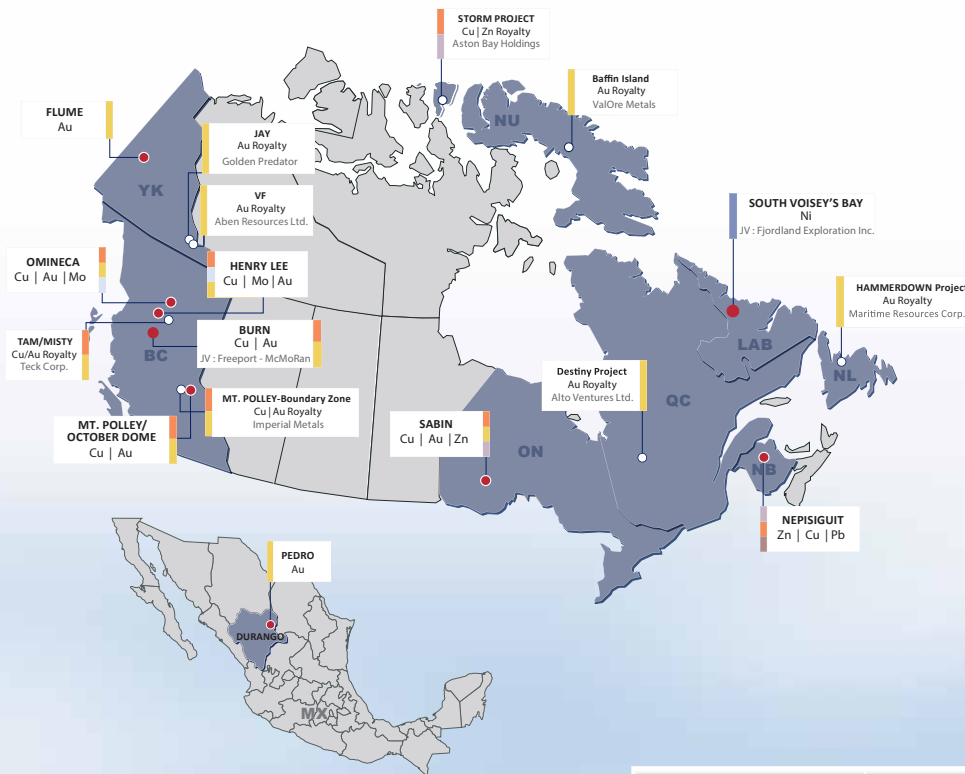 STORM PROJECT
Cu | Zn Royalty
Aston Bay Holdings
Baffin Island
Au Royalty
ValOre Metals
FLUME
Au
NU
JAY
Au Royalty
Golden Predator
YK
VF
Au Royalty
Aben Resources Ltd.
SOUTH VOISEY'S BAY
Ni
JV : Fjordland Exploration Inc.
OMINECA
Cu | Au | Mo
HENRY LEE
Cu | Mo | Au
HAMMERDOWN Project
Au Royalty
Maritime Resources Corp.
BURN
Cu | Au
JV : Freeport - McMoRan
TAM/MISTY
Cu/Au Royalty
Teck Corp.
BC
LAB
NL
Destiny Project
Au Royalty
Alto Ventures Ltd.
QC
MT. POLLEY-Boundary Zone
Cu | Au Royalty
Imperial Metals
MT. POLLEY/
OCTOBER DOME
Cu | Au
SABIN
Cu | Au | Zn
ON
NB
NEPISIGUIT
Zn | Cu | Pb
PEDRO
Au
DURANGO
MX